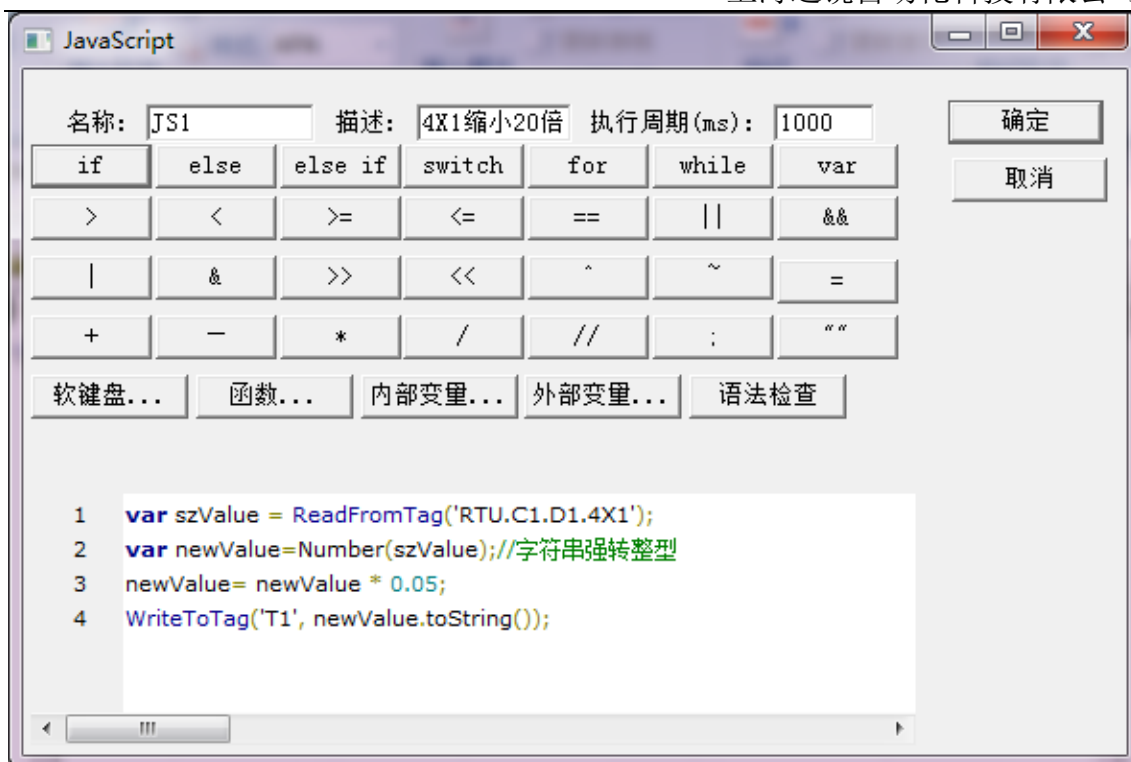 JavaScript
名称: JS1 描述: 4X1缩小20倍 执行周期(ms): 1000 确定
if else else if switch for while var 取消
> < >= <= == || &&
| & >> << ^ ~ =
+ — * / // ; ""
软键盘... 函数... 内部变量... 外部变量... 语法检查
1 var szValue = ReadFromTag('RTU.C1.D1.4X1');
2 var newValue=Number(szValue);//字符串强转整型
3 newValue= newValue * 0.05;
4 WriteToTag('T1', newValue.toString());